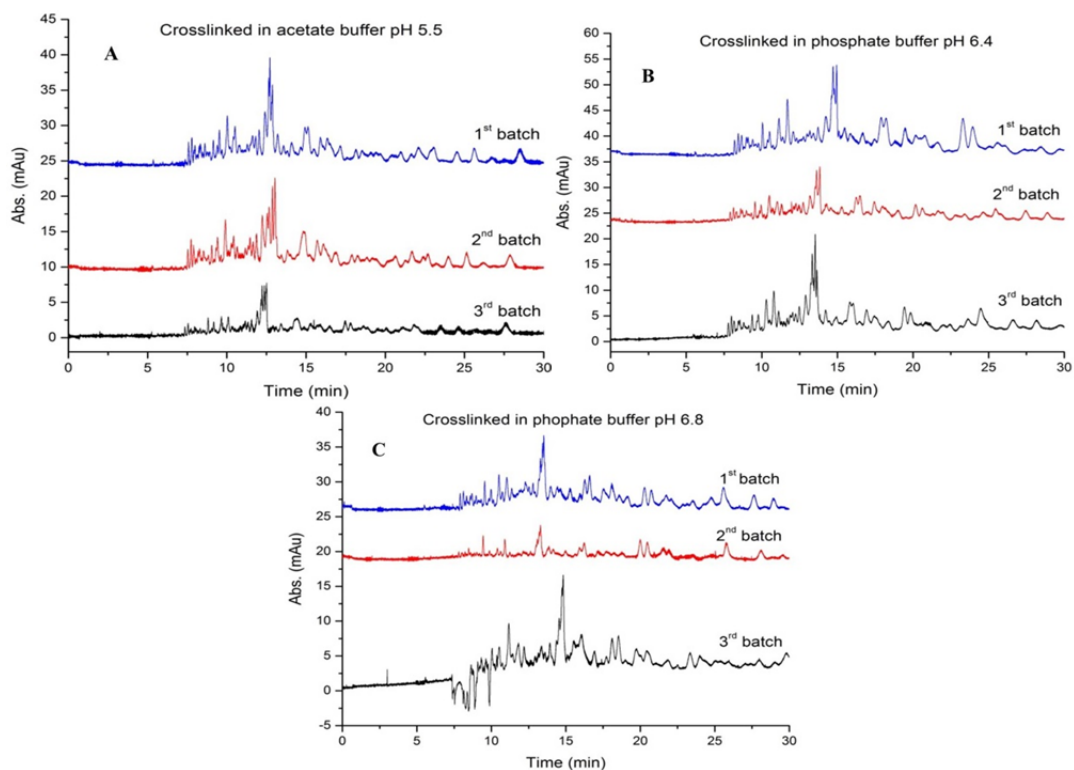 Crosslinked in acetate buffer pH 5.5
A
45
40
35
30
25
20
15
10
5
0
Abs. (mAu)
1st batch
2nd batch
3rd batch
0 5 10 15 20 25 30
Time (min)
Crosslinked in phosphate buffer pH 6.4
B
60
50
40
35
30
25
20
15
10
5
0
Abs. (mAu)
1st batch
2nd batch
3rd batch
0 5 10 15 20 25 30
Time (min)
Crosslinked in phophate buffer pH 6.8
C
40
35
30
25
20
15
10
5
0
-5
Abs. (mAu)
1st batch
2nd batch
3rd batch
0 5 10 15 20 25 30
Time (min)